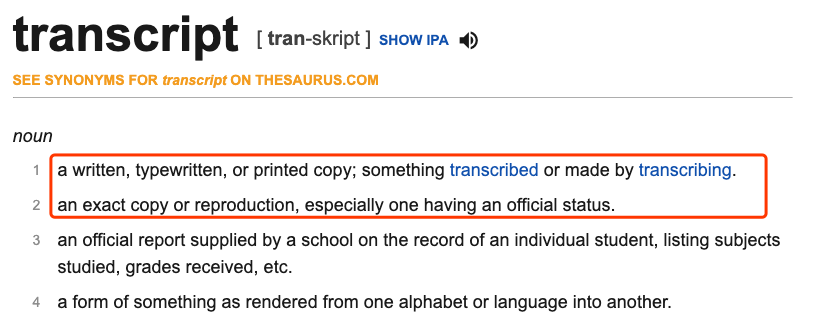 transcript [ tran-skript ] SHOW IPA
SEE SYNONYMS FOR transcript ON THESAURUS.COM
noun
1 a written, typewritten, or printed copy; something transcribed or made by transcribing.
2 an exact copy or reproduction, especially one having an official status.
3 an official report supplied by a school on the record of an individual student, listing subjects
studied, grades received, etc.
4 a form of something as rendered from one alphabet or language into another.